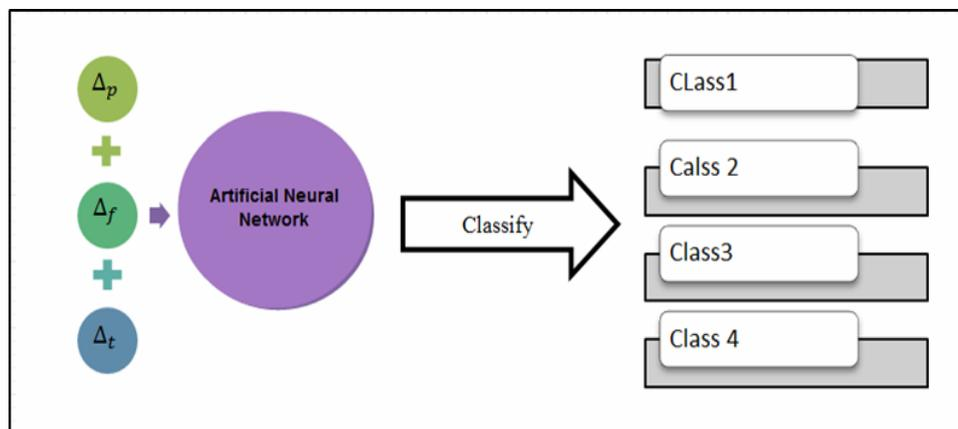 Δp
Δf
Δt
Artificial Neural
Network
Classify
CLass1
Calss 2
Class3
Class 4